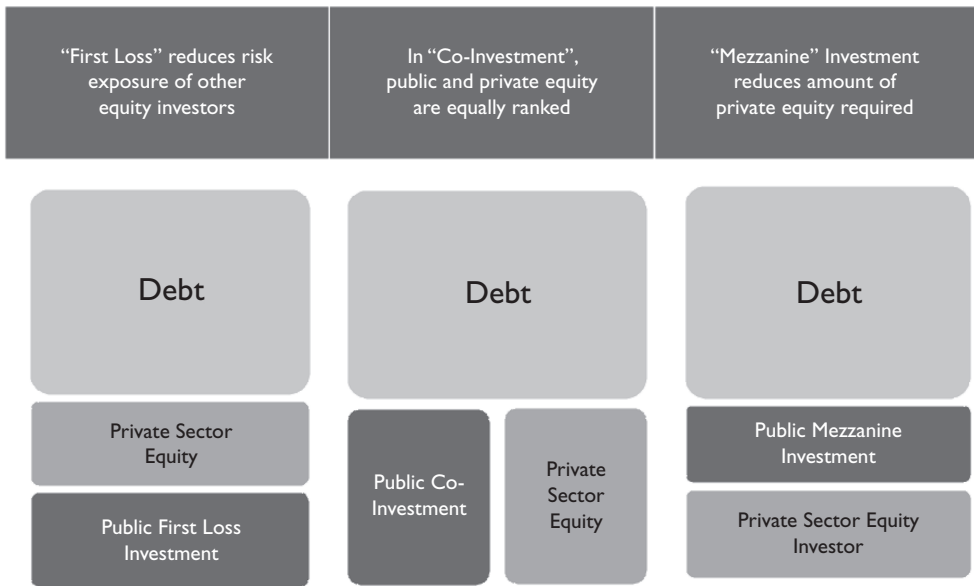 “First Loss” reduces risk
exposure of other
equity investors
In “Co-Investment”,
public and private equity
are equally ranked
“Mezzanine” Investment
reduces amount of
private equity required
Debt
Private Sector
Equity
Public First Loss
Investment
Debt
Public Co-
Investment
Private
Sector
Equity
Debt
Public Mezzanine
Investment
Private Sector Equity
Investor